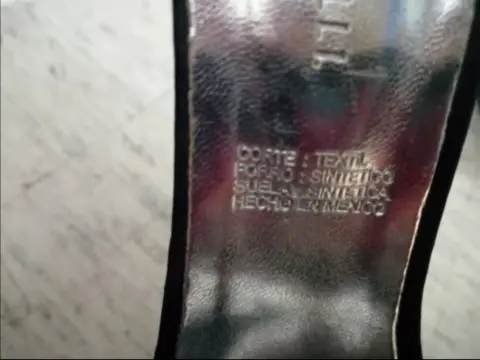 CORTE : TEXTIL
FORRO : SINTETICO
SUELA : SINTETICA
HECHO EN MEXICO